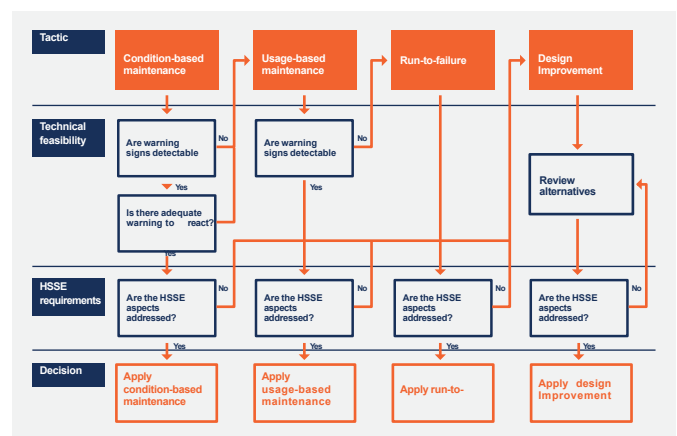 Tactic
Condition-based
maintenance
Usage-based
maintenance
Run-to-failure
Design
Improvement
Technical
feasibility
Are warning
signs detectable
No
Are warning
signs detectable
No
Yes
Yes
Review
alternatives
Is there adequate
warning to react?
Yes
HSSE
requirements
Are the HSSE
aspects
addressed?
No
Are the HSSE
aspects
addressed?
No
Are the HSSE
aspects
addressed?
No
Are the HSSE
aspects
addressed?
No
Yes
Yes
Yes
Yes
Decision
Apply
condition-based
maintenance
Apply
usage-based
maintenance
Apply run-to-
Apply design
Improvement